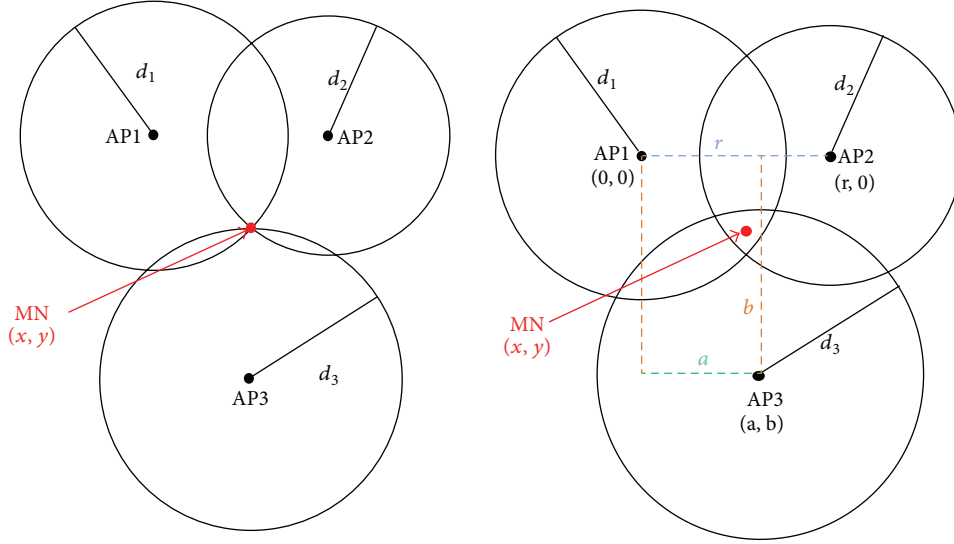 d₁
d₂
AP1
AP2
MN
(x, y)
d₃
AP3
d₁
d₂
r
AP1
(0, 0)
AP2
(r, 0)
b
MN
(x, y)
a
d₃
AP3
(a, b)